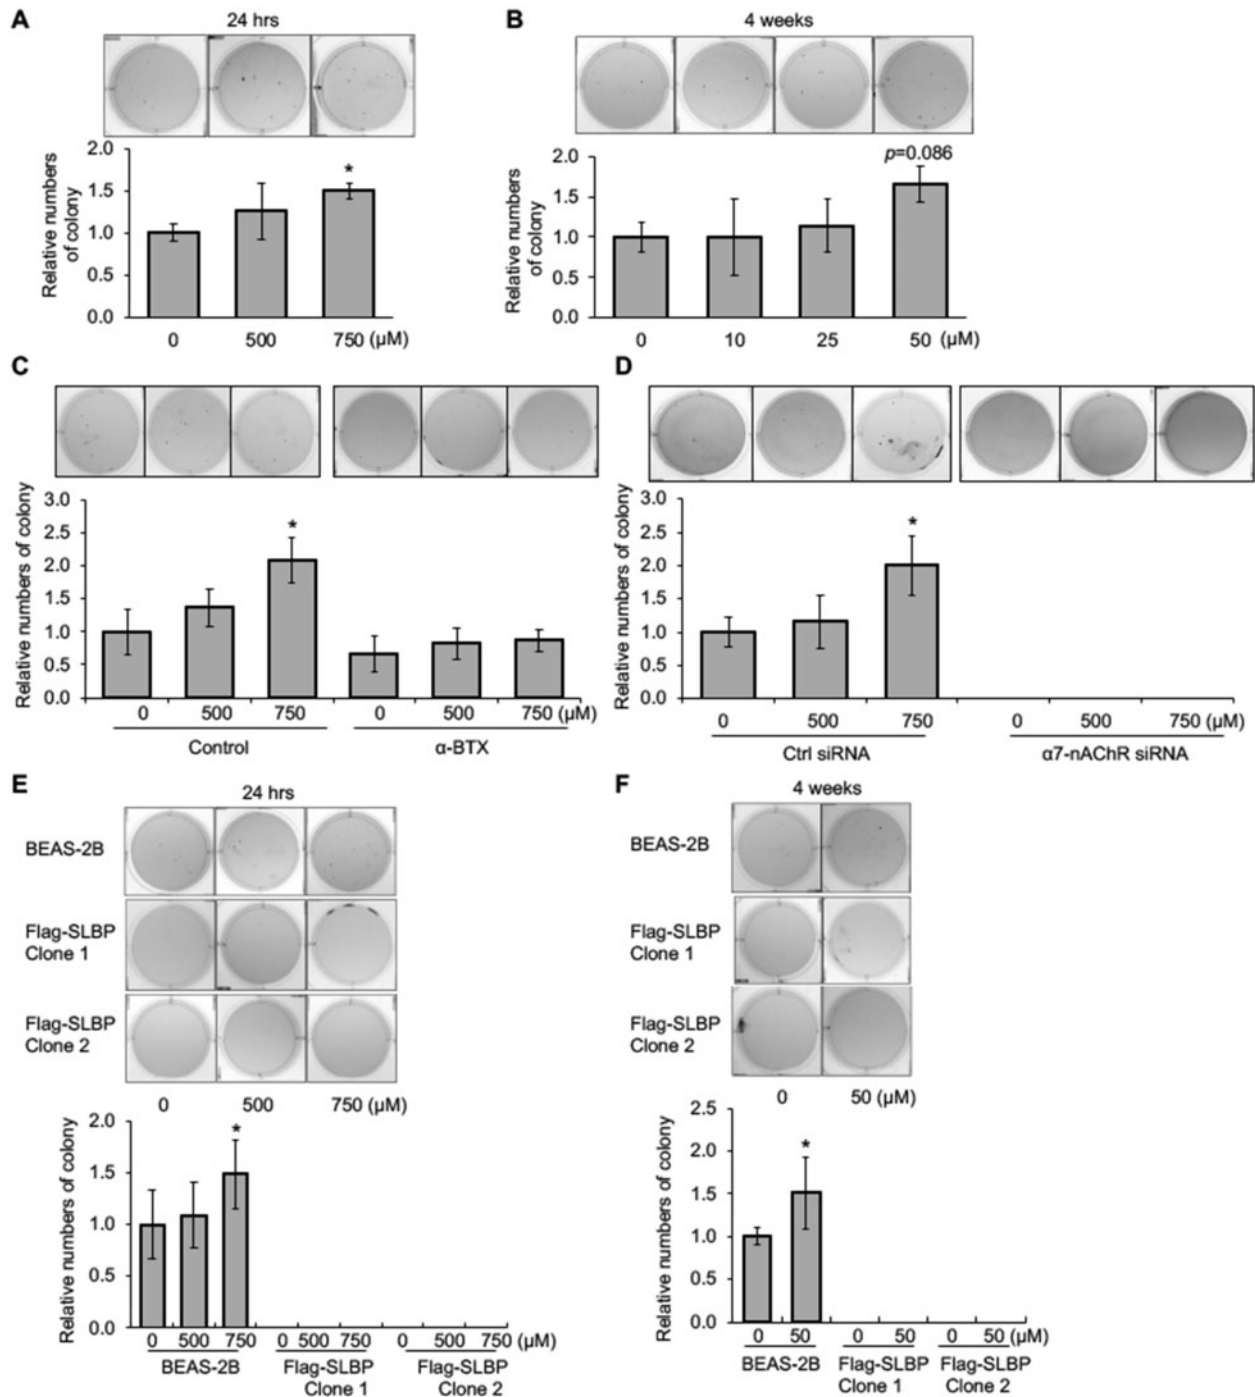 A
24 hrs
Relative numbers
of colony
2.0
1.5
1.0
0.5
0.0
*
0 500 750 (µM)
B
4 weeks
Relative numbers
of colony
2.0
1.5
1.0
0.5
0.0
p=0.086
0 10 25 50 (µM)
C
Relative numbers of colony
3.0
2.5
2.0
1.5
1.0
0.5
0.0
*
0 500 750 0 500 750 (µM)
Control α-BTX
D
Relative numbers of colony
3.0
2.5
2.0
1.5
1.0
0.5
0.0
*
0 500 750 0 500 750 (µM)
Ctrl siRNA α7-nAChR siRNA
E
24 hrs
BEAS-2B
Flag-SLBP
Clone 1
Flag-SLBP
Clone 2
0 500 750 (µM)
Relative numbers of colony
2.0
1.5
1.0
0.5
0.0
*
0 500 750 0 500 750 0 500 750 (µM)
BEAS-2B Flag-SLBP Flag-SLBP
Clone 1 Clone 2
F
4 weeks
BEAS-2B
Flag-SLBP
Clone 1
Flag-SLBP
Clone 2
0 50 (µM)
Relative numbers of colony
2.5
2.0
1.5
1.0
0.5
0.0
*
0 50 0 50 0 50 (µM)
BEAS-2B Flag-SLBP Flag-SLBP
Clone 1 Clone 2